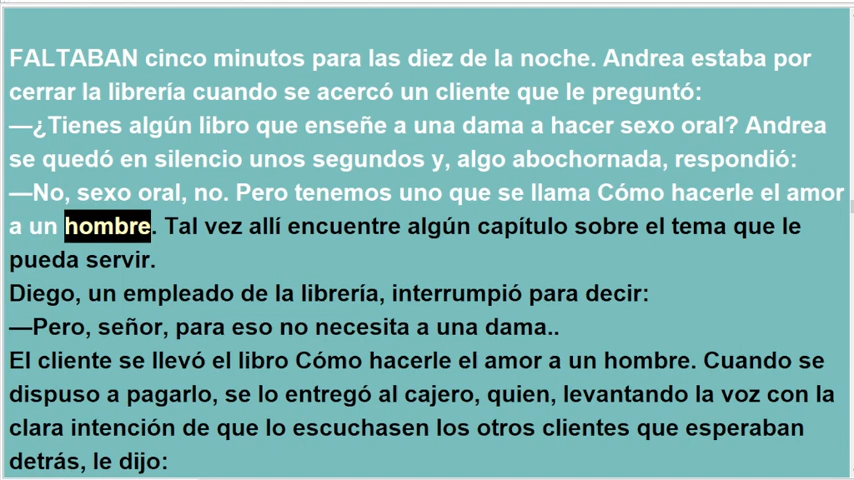 FALTABAN cinco minutos para las diez de la noche. Andrea estaba por
cerrar la librería cuando se acercó un cliente que le preguntó:
—¿Tienes algún libro que enseñe a una dama a hacer sexo oral? Andrea
se quedó en silencio unos segundos y, algo abochornada, respondió:
—No, sexo oral, no. Pero tenemos uno que se llama Cómo hacerle el amor
a un hombre. Tal vez allí encuentre algún capítulo sobre el tema que le
pueda servir.
Diego, un empleado de la librería, interrumpió para decir:
—Pero, señor, para eso no necesita a una dama..
El cliente se llevó el libro Cómo hacerle el amor a un hombre. Cuando se
dispuso a pagarlo, se lo entregó al cajero, quien, levantando la voz con la
clara intención de que lo escuchasen los otros clientes que esperaban
detrás, le dijo: